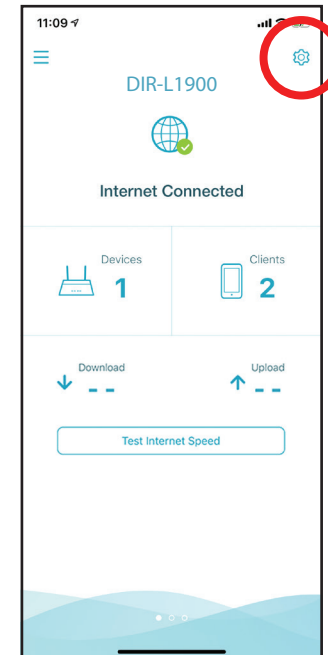 11:09
DIR-L1900
Internet Connected
Devices
1
Clients
2
Download
- -
Upload
- -
Test Internet Speed